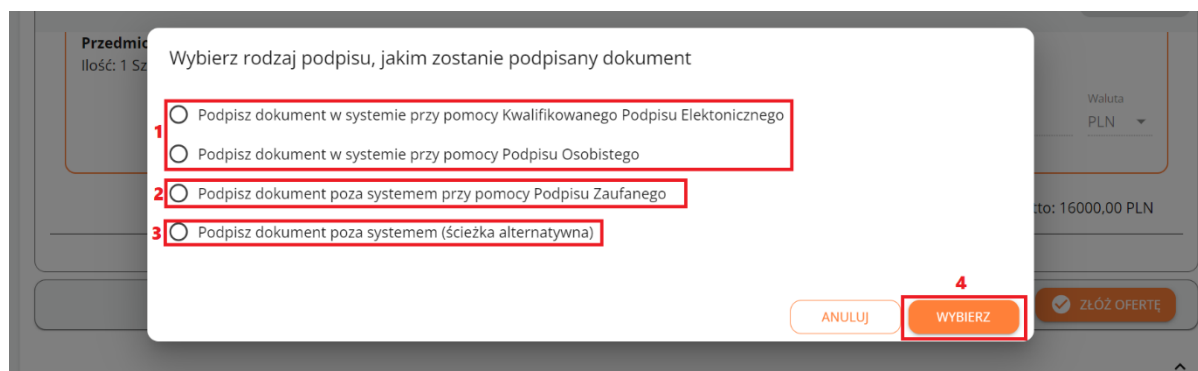 Przedmio
Ilość: 1 Sz
Wybierz rodzaj podpisu, jakim zostanie podpisany dokument
1
Podpisz dokument w systemie przy pomocy Kwalifikowanego Podpisu Elektonicznego
Podpisz dokument w systemie przy pomocy Podpisu Osobistego
2 Podpisz dokument poza systemem przy pomocy Podpisu Zaufanego
3 Podpisz dokument poza systemem (ścieżka alternatywna)
Waluta
PLN
tto: 16000,00 PLN
4
ANULUJ WYBIERZ
ZŁÓŻ OFERTĘ